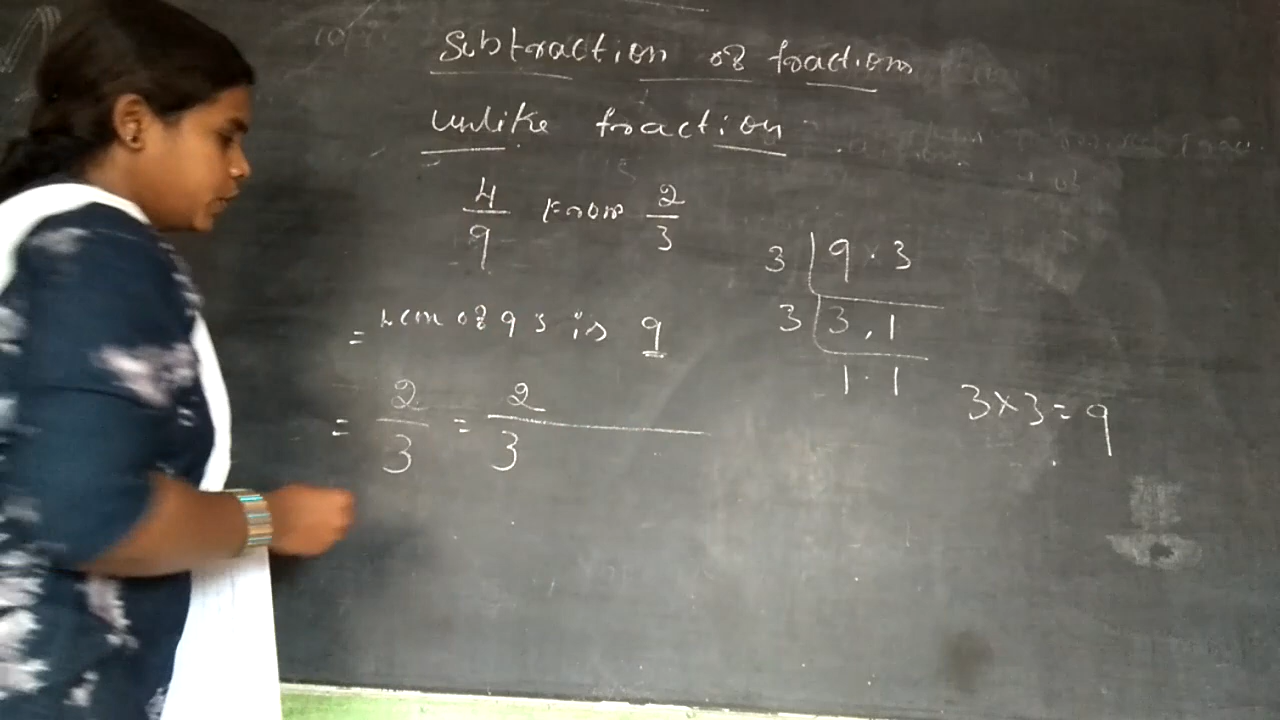 Subtraction of fractions
unlike fraction
4/9 from 2/3
3 | 9 . 3
3 | 3 , 1
1 . 1
= Lcm of 9 3 is 9
= 2/3 = 2/3
3 × 3 = 9